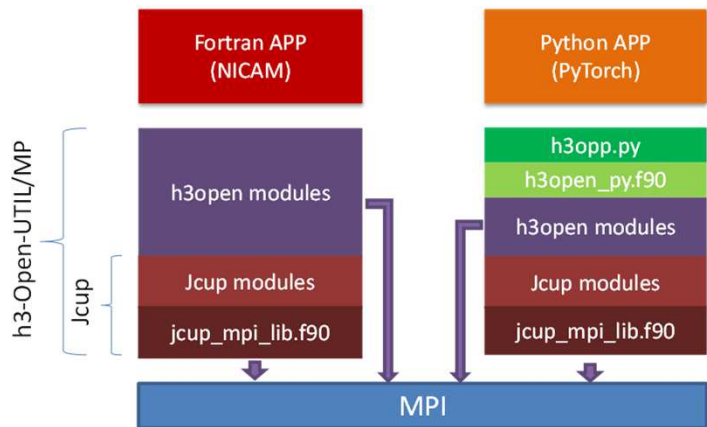 Fortran APP
(NICAM)
Python APP
(PyTorch)
h3-Open-UTIL/MP
Jcup
h3open modules
Jcup modules
jcup_mpi_lib.f90
h3opp.py
h3open_py.f90
h3open modules
Jcup modules
jcup_mpi_lib.f90
MPI